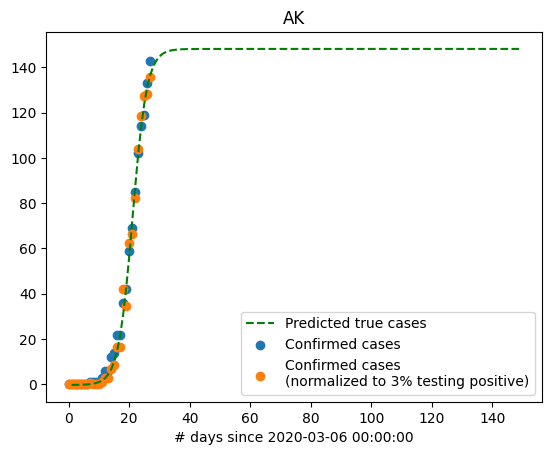 AK
140
120
100
80
60
40
20
0
Predicted true cases
Confirmed cases
Confirmed cases
(normalized to 3% testing positive)
0 20 40 60 80 100 120 140
# days since 2020-03-06 00:00:00